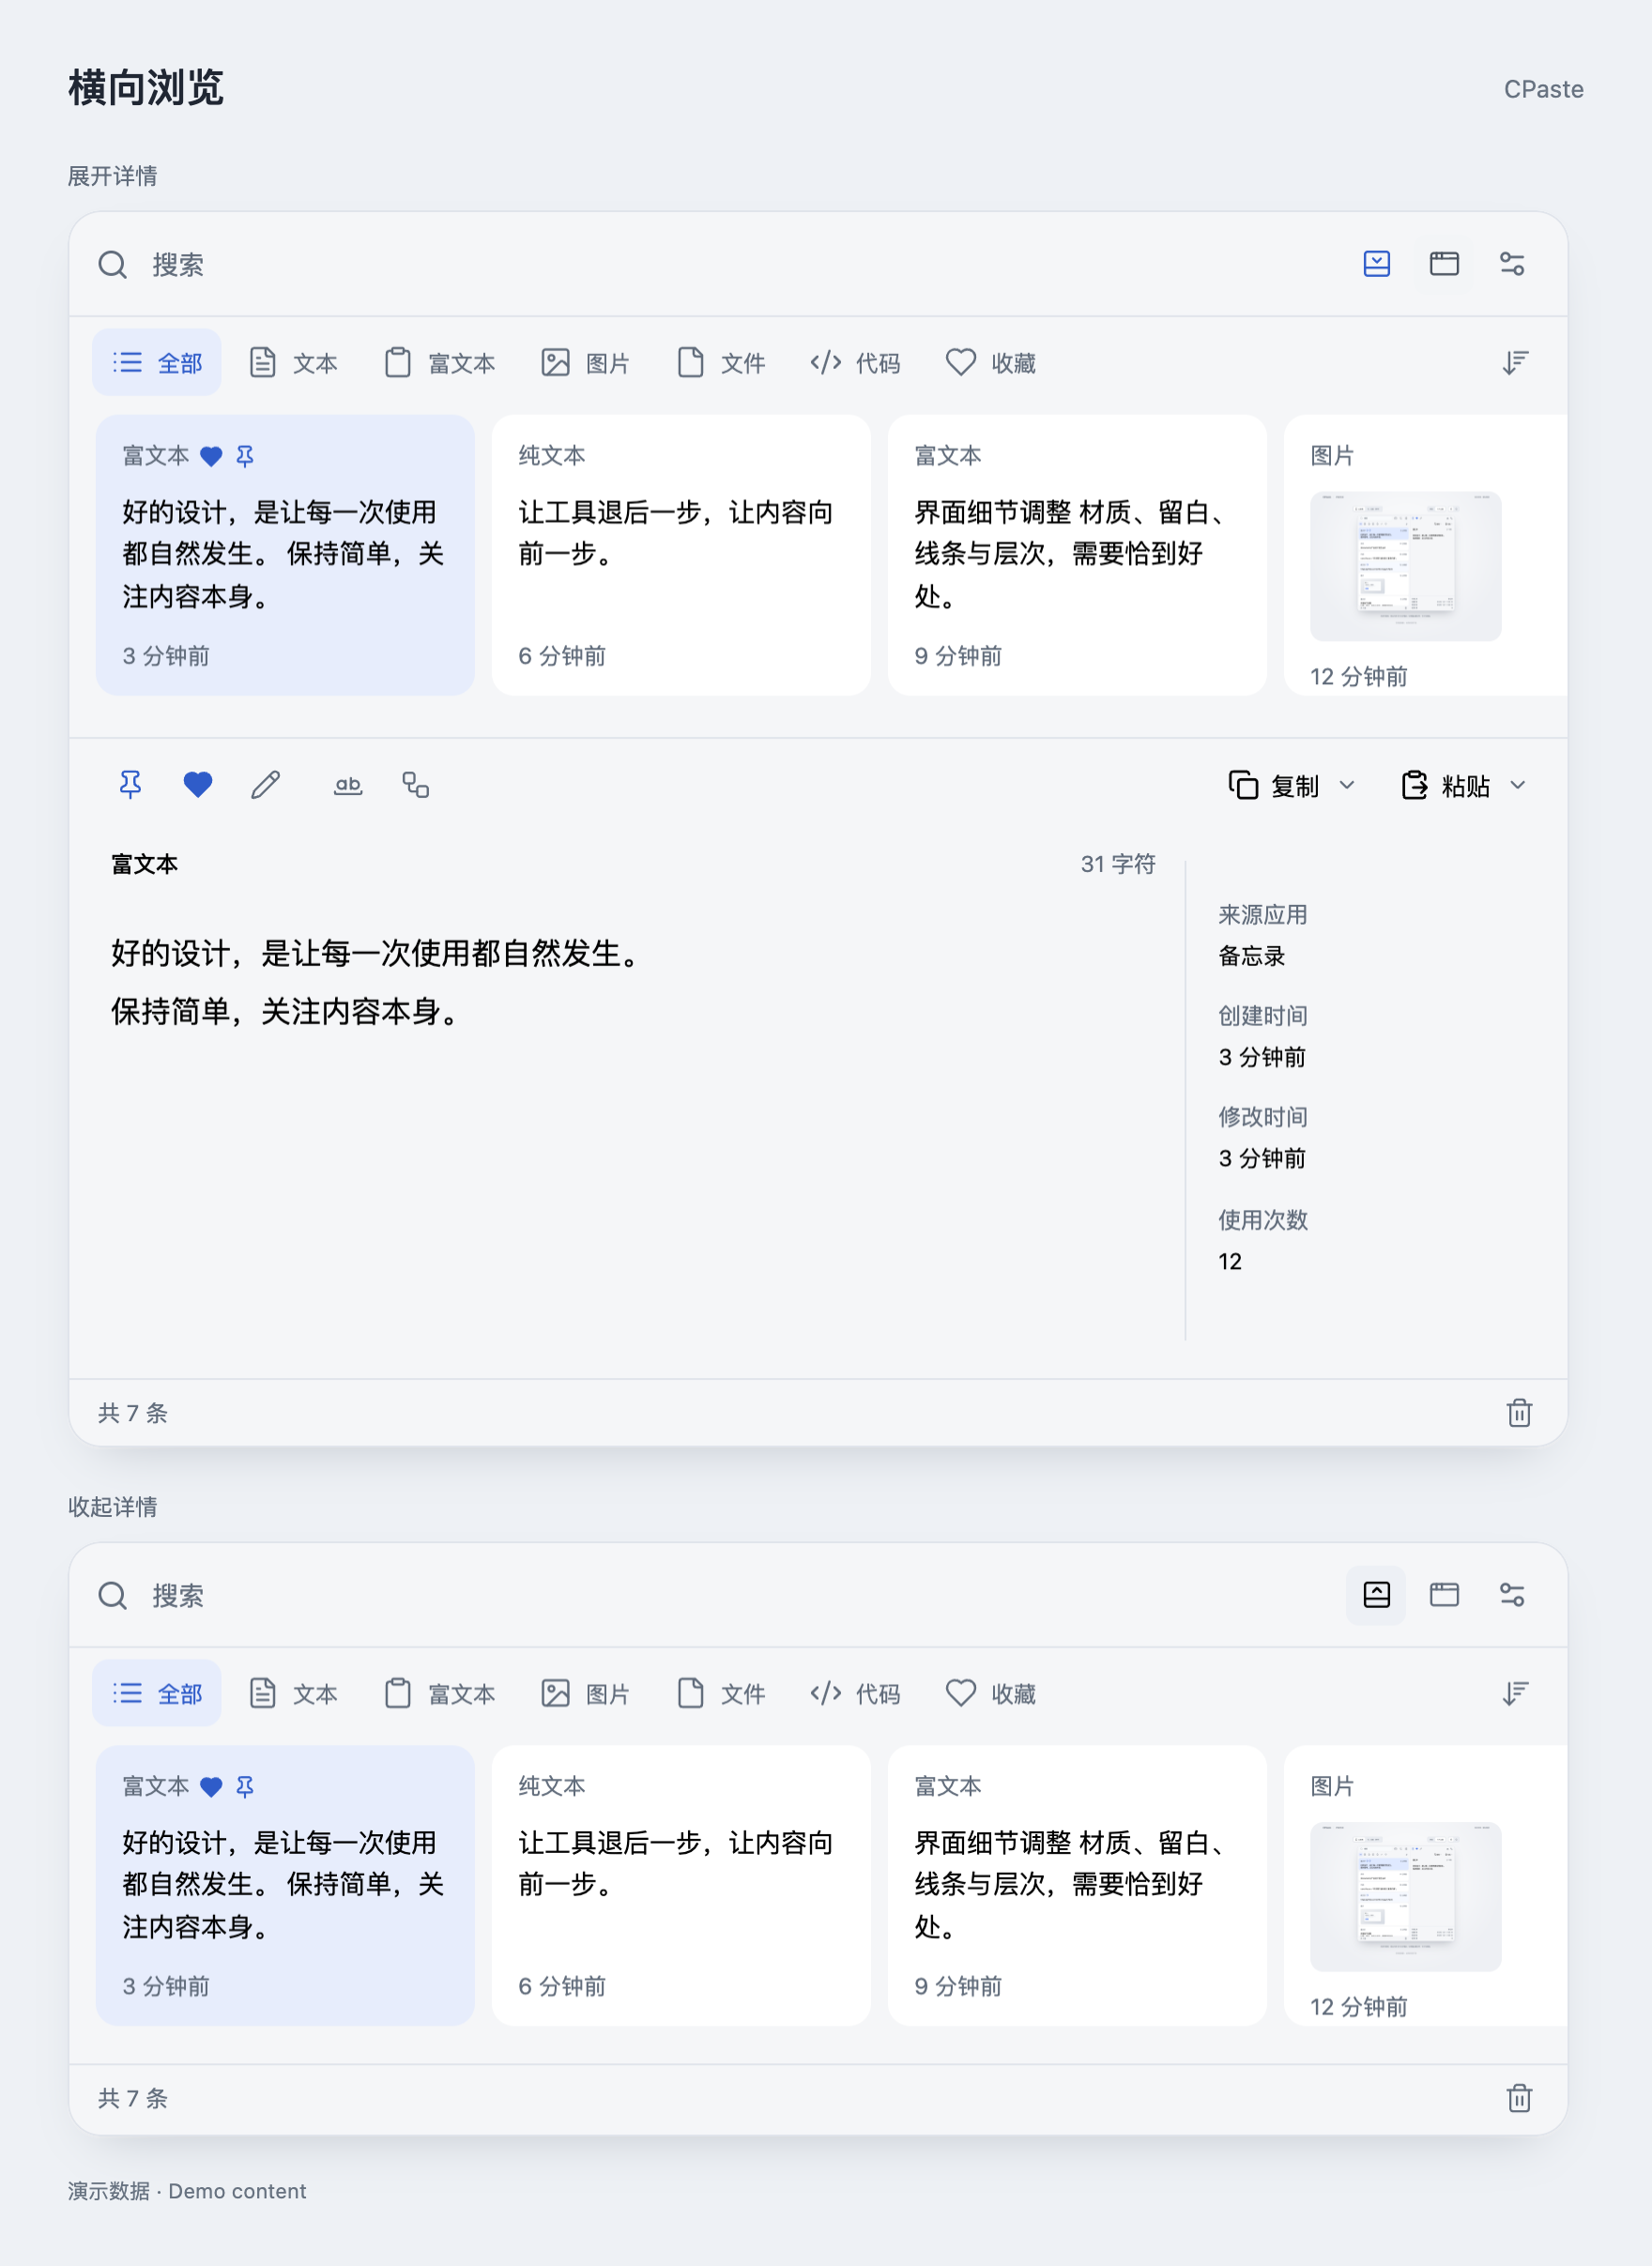 横向浏览
CPaste
展开详情
搜索
全部 文本 富文本 图片 文件 代码 收藏
富文本
好的设计，是让每一次使用
都自然发生。 保持简单，关
注内容本身。
3 分钟前
纯文本
让工具退后一步，让内容向
前一步。
6 分钟前
富文本
界面细节调整 材质、留白、
线条与层次，需要恰到好
处。
9 分钟前
图片
12 分钟前
ab
复制 粘贴
富文本
31 字符
好的设计，是让每一次使用都自然发生。
保持简单，关注内容本身。
来源应用
备忘录
创建时间
3 分钟前
修改时间
3 分钟前
使用次数
12
共 7 条
收起详情
搜索
全部 文本 富文本 图片 文件 代码 收藏
富文本
好的设计，是让每一次使用
都自然发生。 保持简单，关
注内容本身。
3 分钟前
纯文本
让工具退后一步，让内容向
前一步。
6 分钟前
富文本
界面细节调整 材质、留白、
线条与层次，需要恰到好
处。
9 分钟前
图片
12 分钟前
共 7 条
演示数据 · Demo content